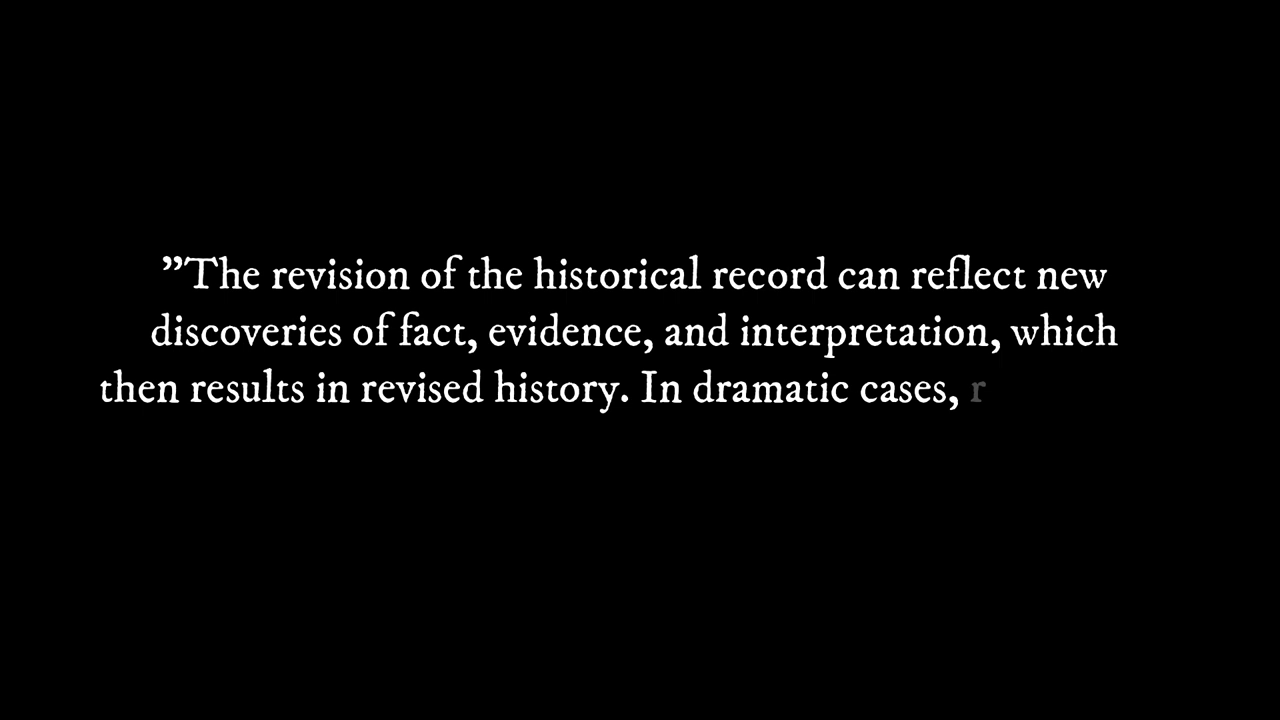 ”The revision of the historical record can reflect new
discoveries of fact, evidence, and interpretation, which
then results in revised history. In dramatic cases, r